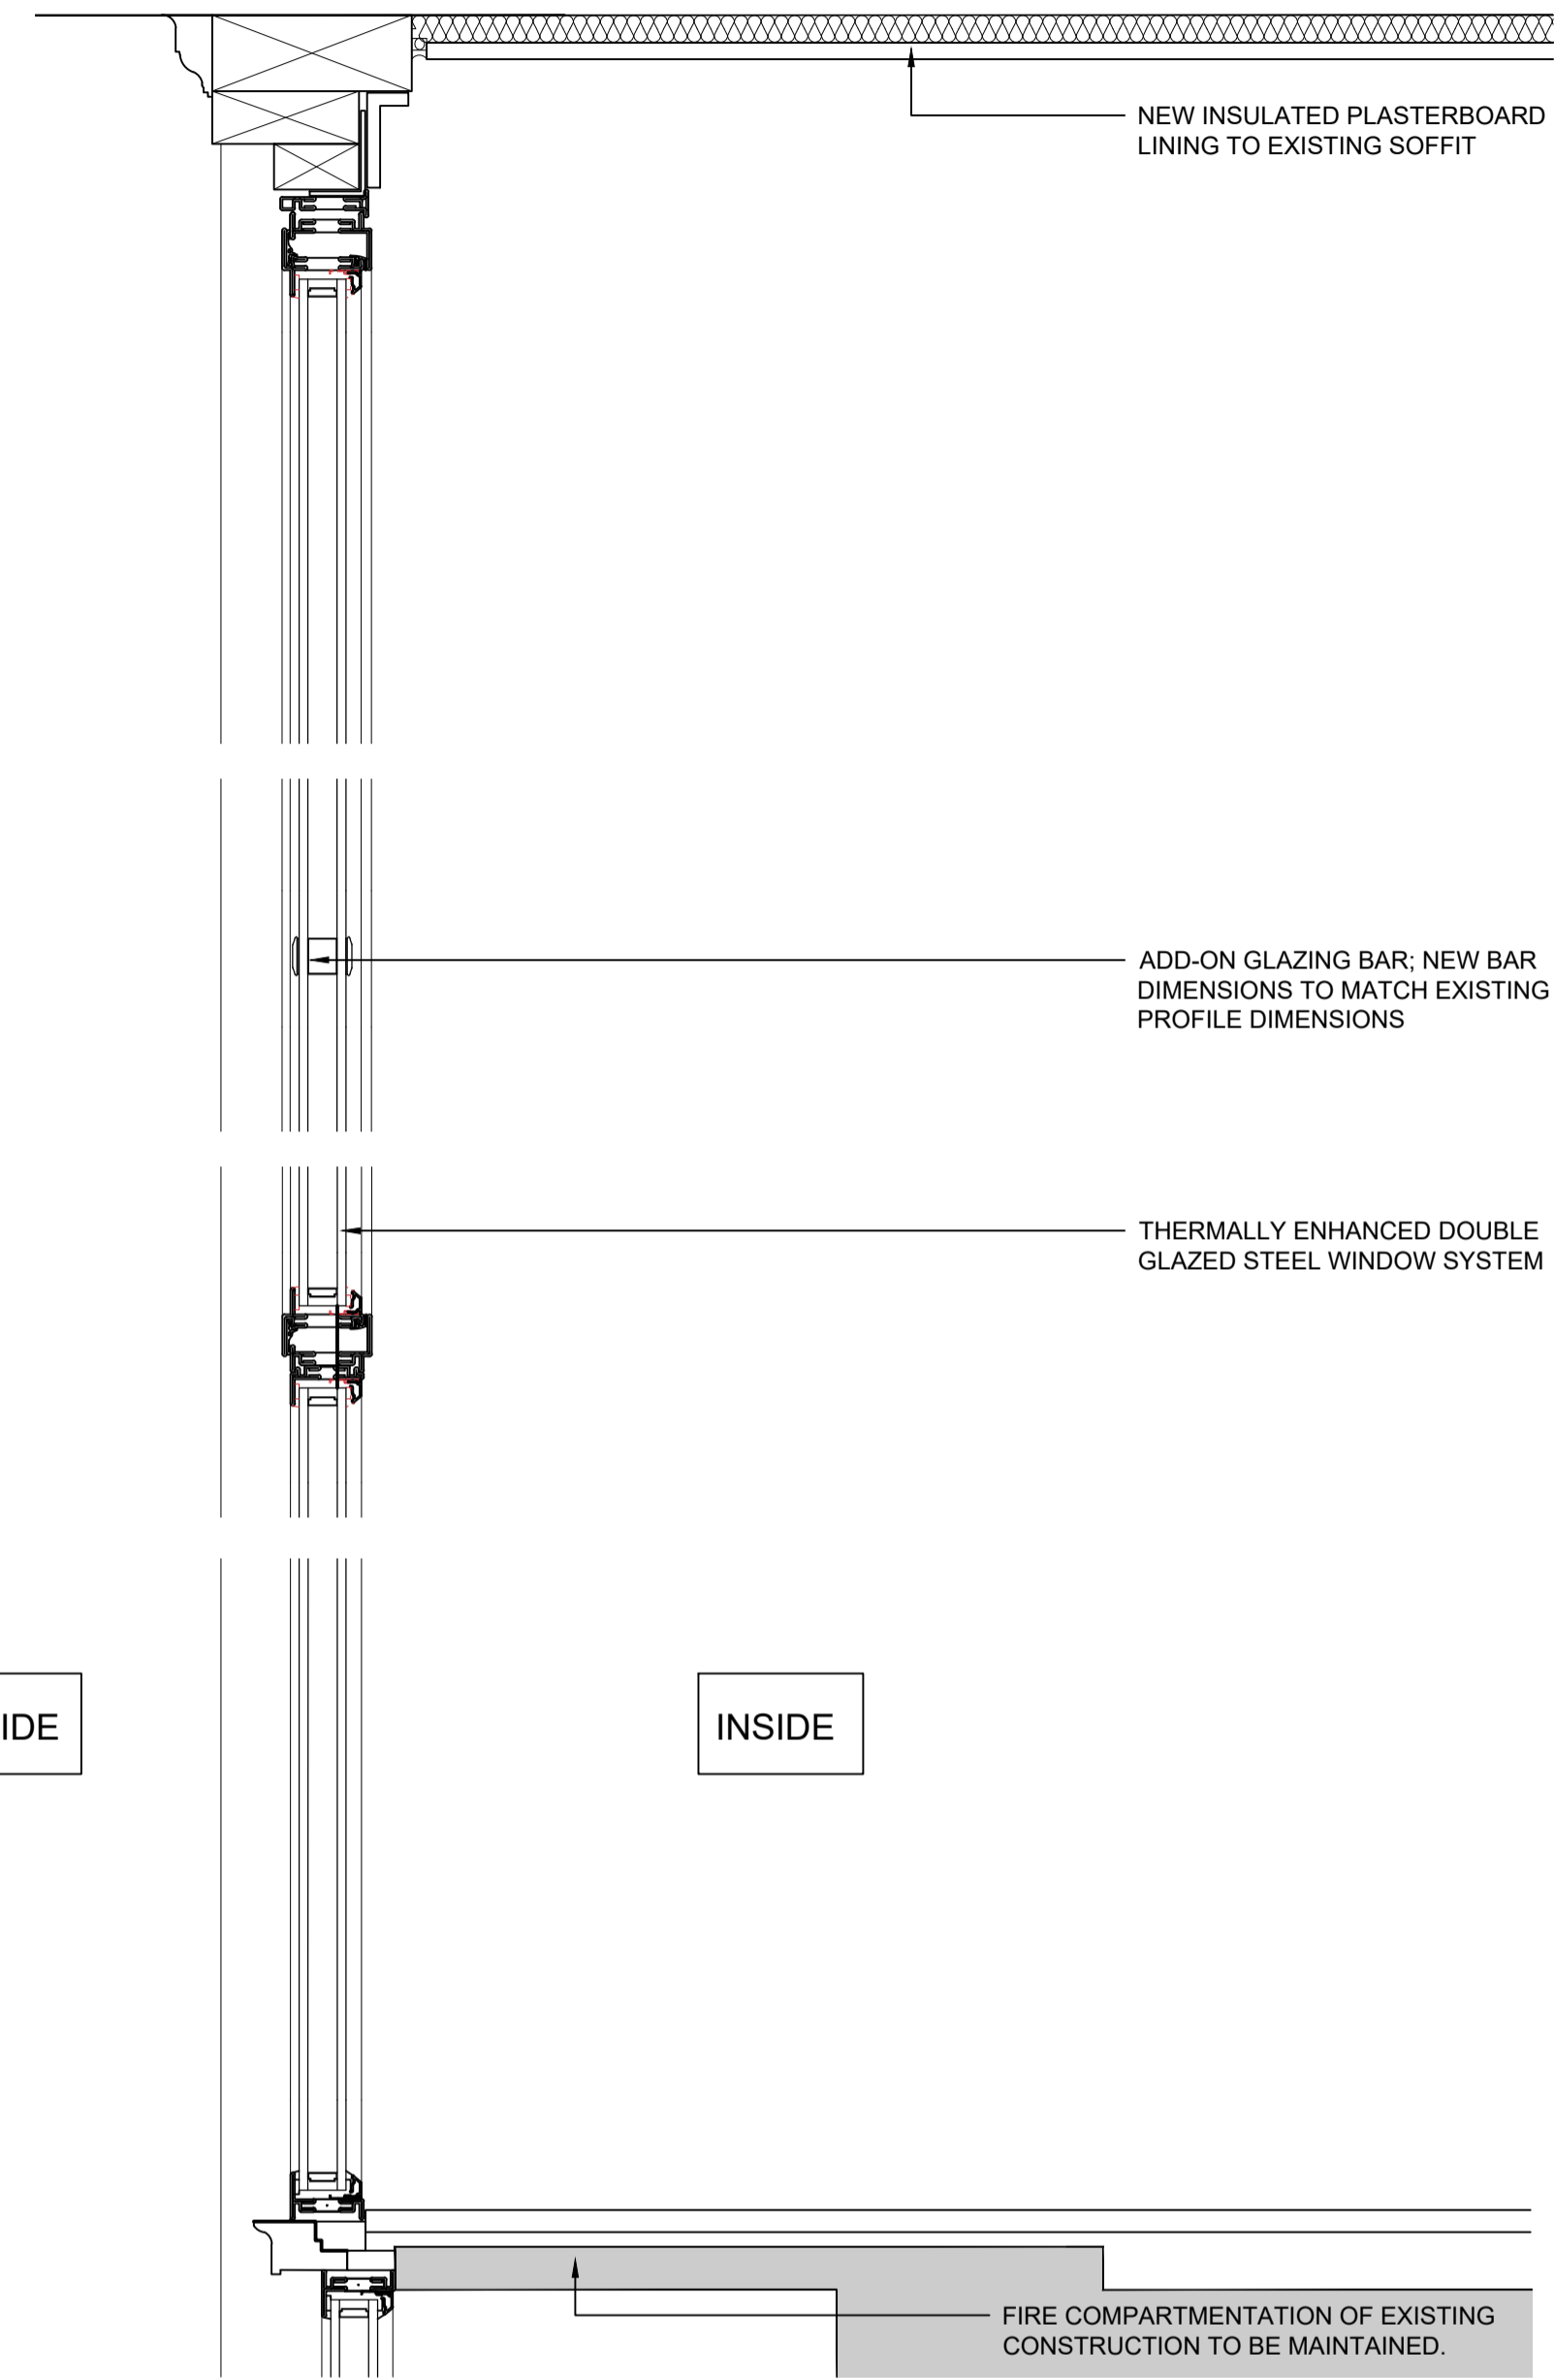 NEW INSULATED PLASTERBOARD
LINING TO EXISTING SOFFIT
ADD-ON GLAZING BAR; NEW BAR
DIMENSIONS TO MATCH EXISTING
PROFILE DIMENSIONS
THERMALLY ENHANCED DOUBLE
GLAZED STEEL WINDOW SYSTEM
IDE
INSIDE
FIRE COMPARTMENTATION OF EXISTING
CONSTRUCTION TO BE MAINTAINED.